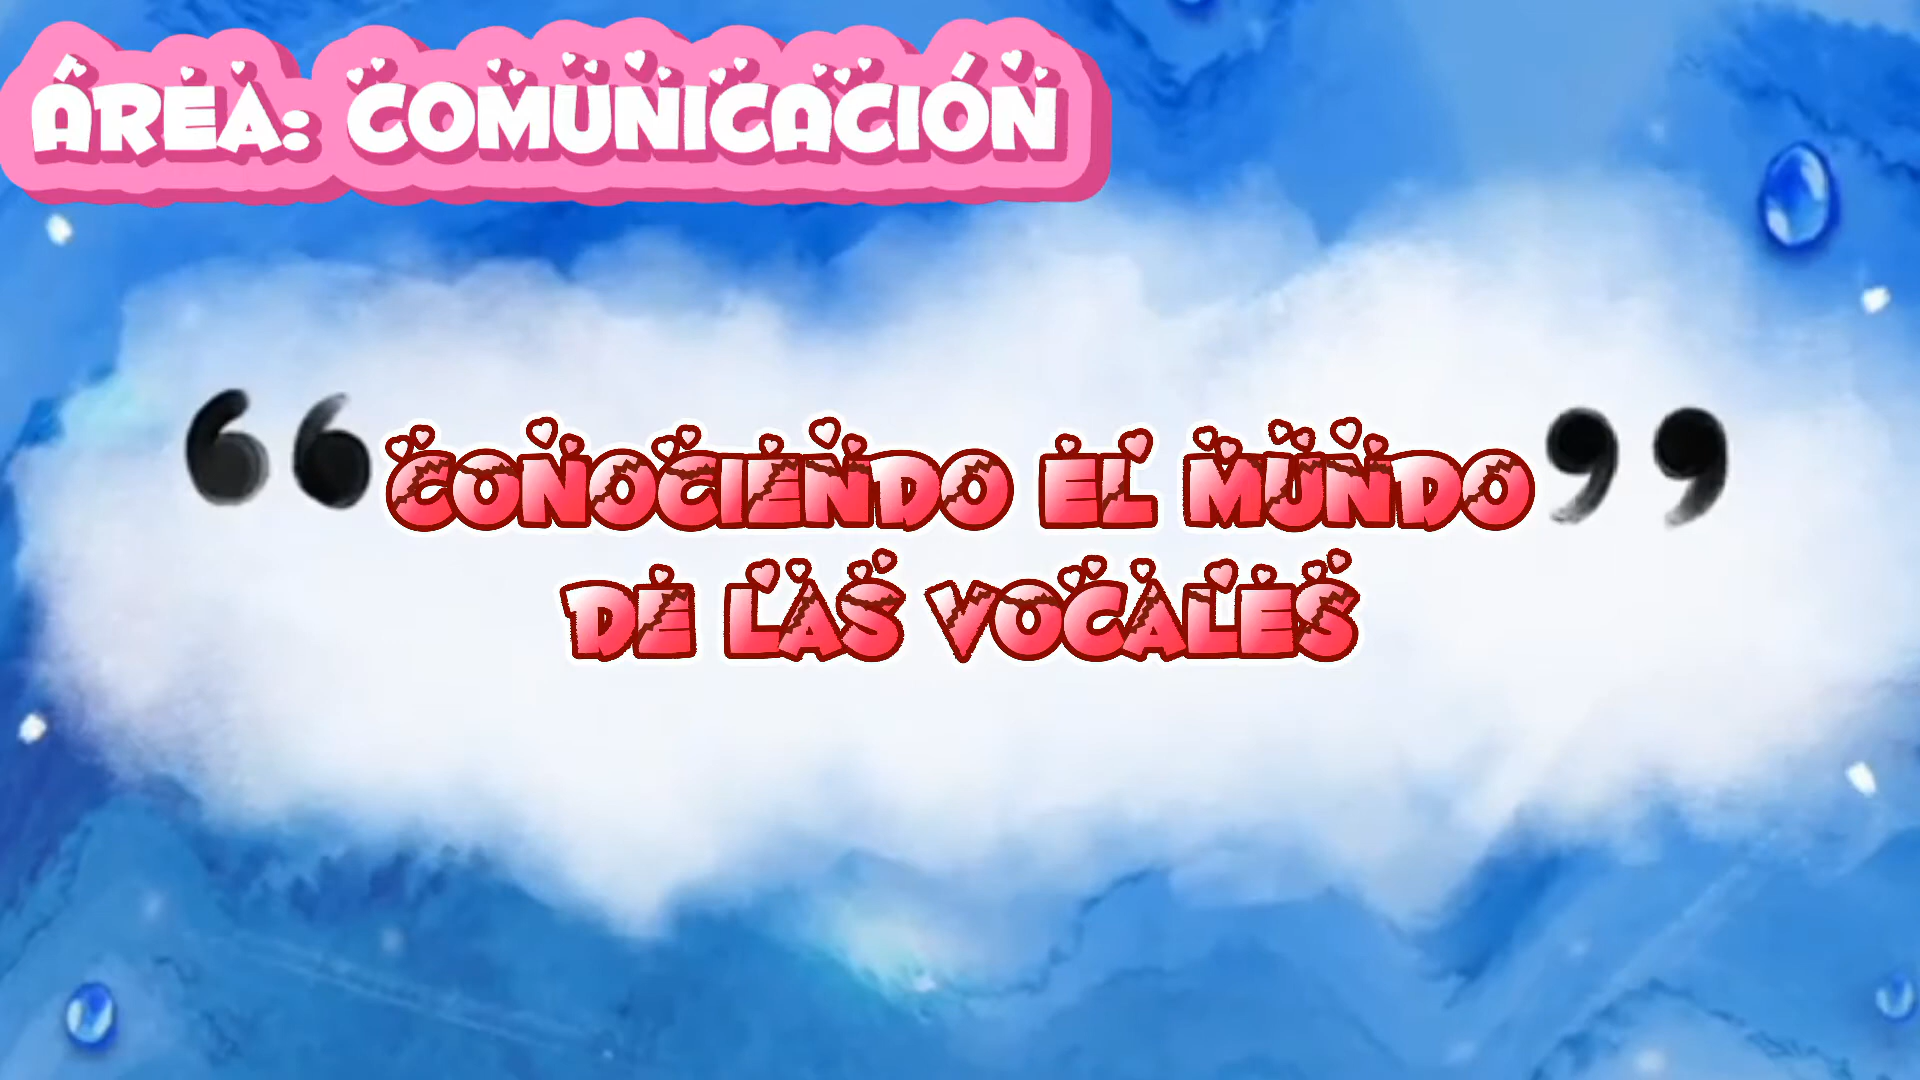 ÁREA: COMUNICACIÓN
“CONOCIENDO EL MUNDO”
DE LAS VOCALES